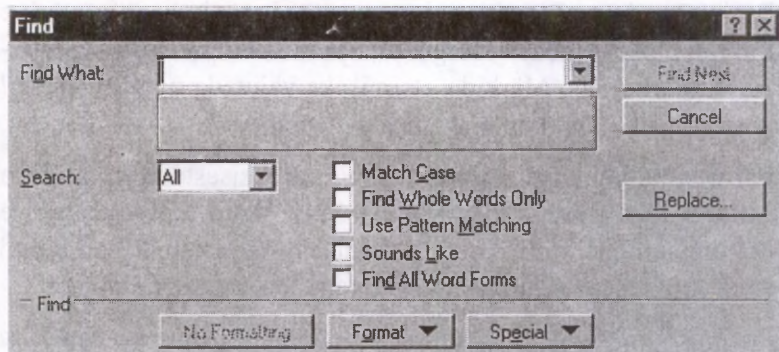 Find
Find What:
Find Next
Cancel
Search:
All
Match Case
Find Whole Words Only
Use Pattern Matching
Sounds Like
Find All Word Forms
Replace...
Find
No Formatting
Format
Special